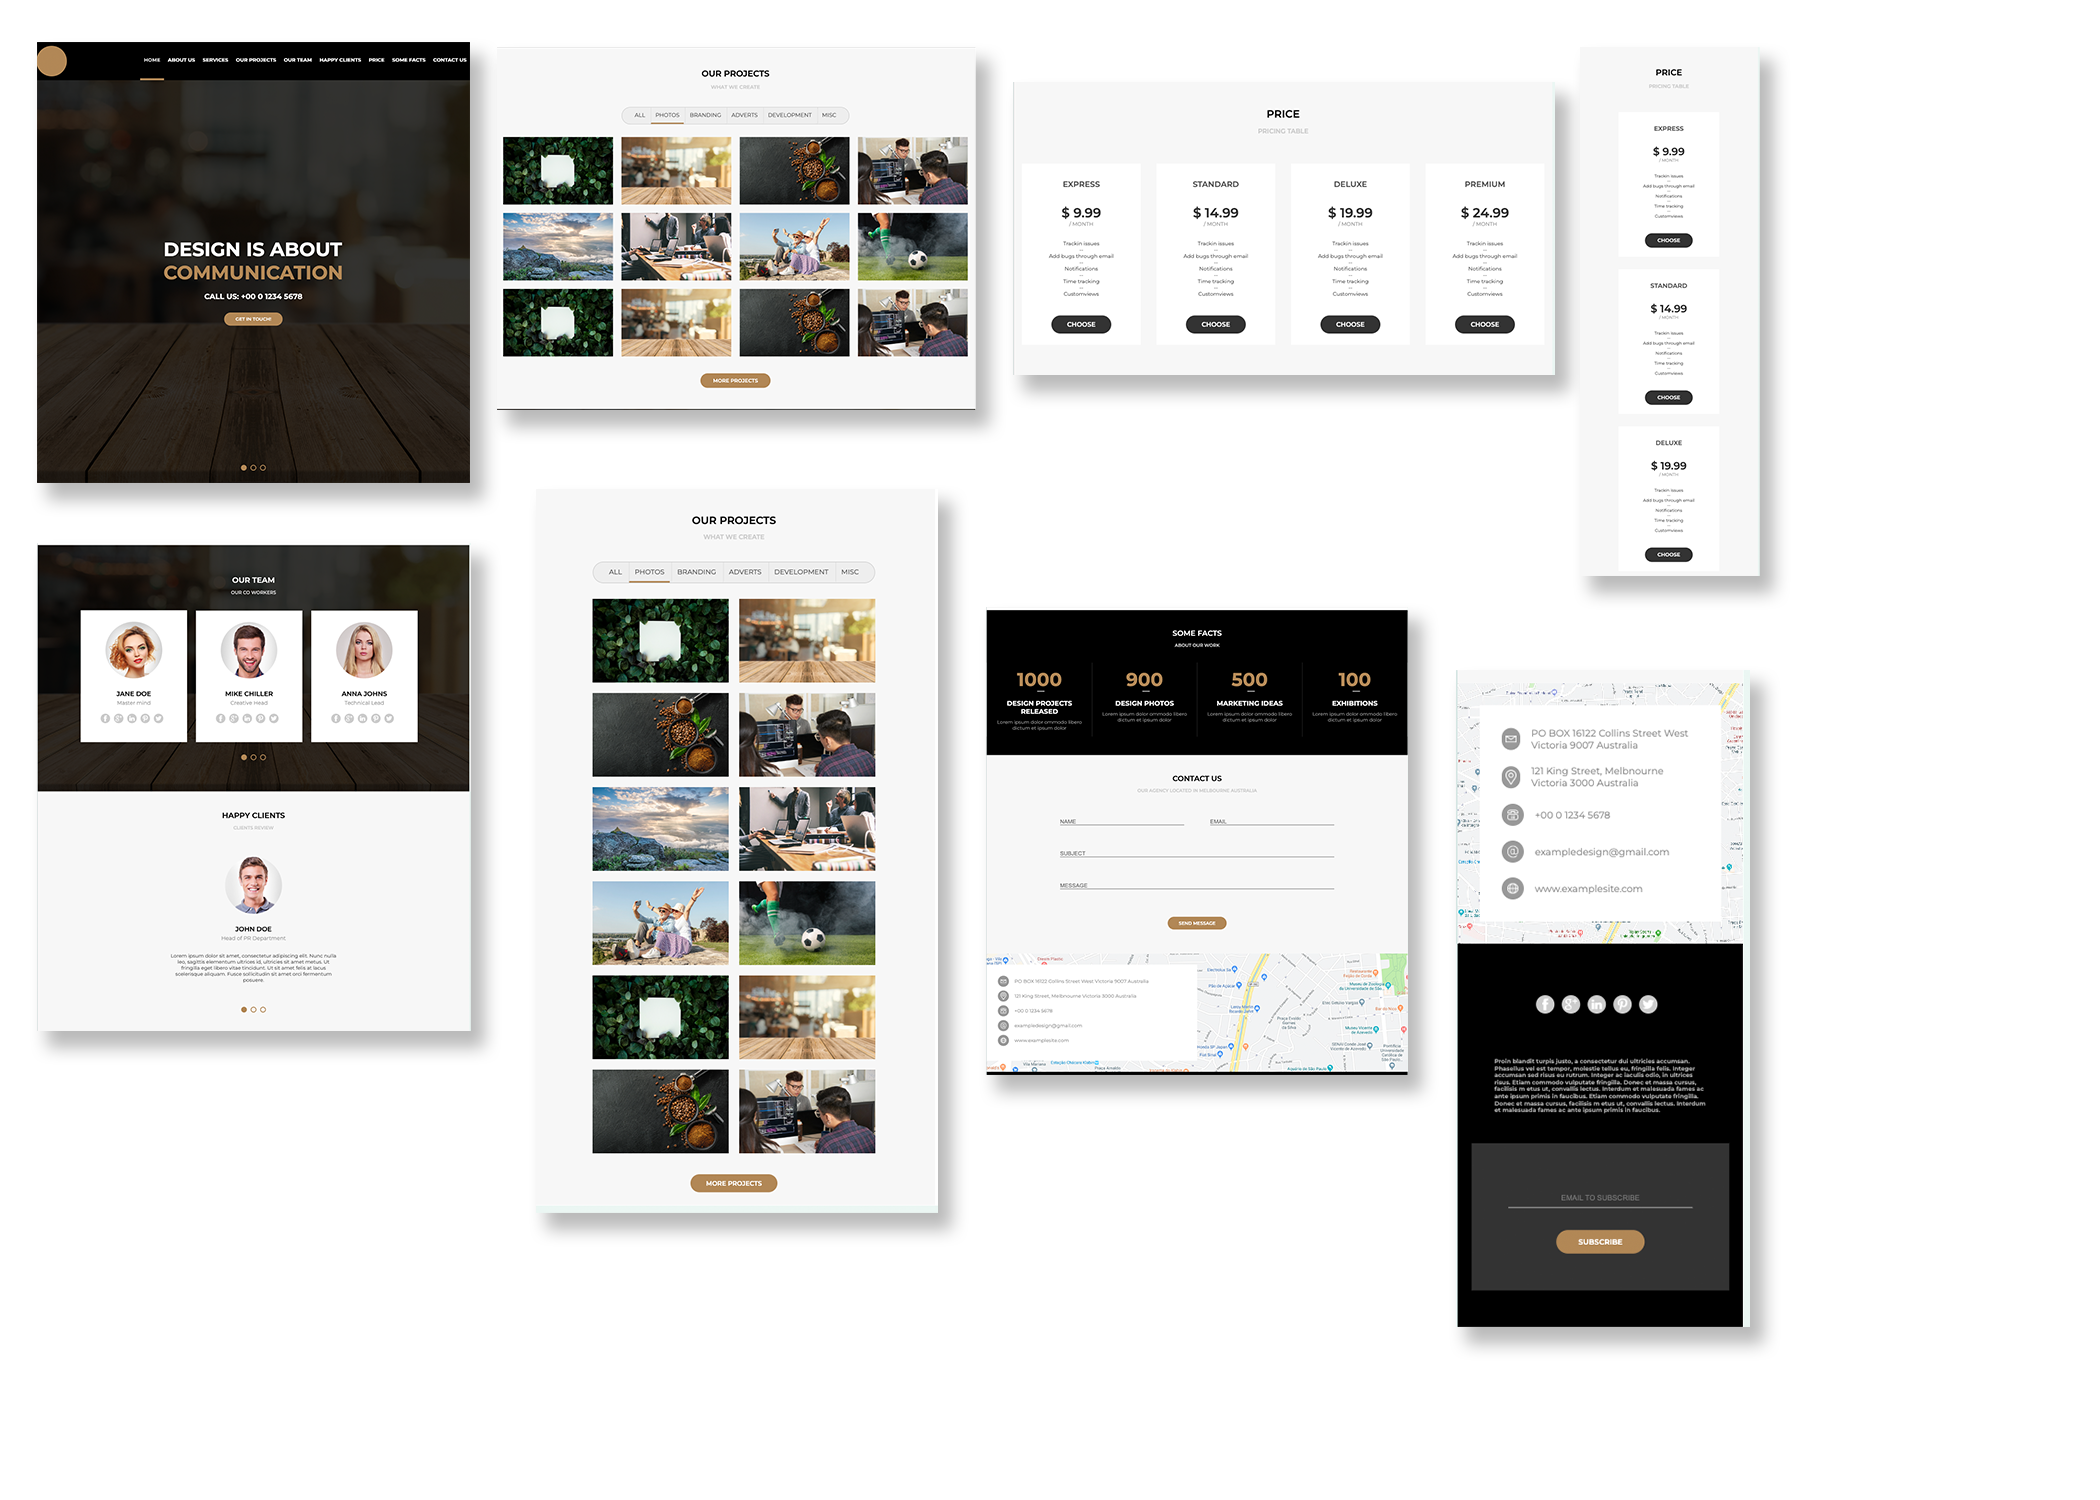 HOME ABOUT US SERVICES OUR PROJECTS OUR TEAM HAPPY CLIENTS PRICE SOME FACTS CONTACT US
DESIGN IS ABOUT
COMMUNICATION
CALL US: +00 0 1234 5678
GET IN TOUCH!
OUR PROJECTS
WHAT WE CREATE
ALL PHOTOS BRANDING ADVERTS DEVELOPMENT MISC
MORE PROJECTS
PRICE
PRICING TABLE
EXPRESS STANDARD DELUXE PREMIUM
$ 9.99 $ 14.99 $ 19.99 $ 24.99
/ MONTH / MONTH / MONTH / MONTH
Trackin issues Trackin issues Trackin issues Trackin issues
Add bugs through email Add bugs through email Add bugs through email Add bugs through email
Notifications Notifications Notifications Notifications
Time tracking Time tracking Time tracking Time tracking
Customviews Customviews Customviews Customviews
CHOOSE CHOOSE CHOOSE CHOOSE
PRICE
PRICING TABLE
EXPRESS
$ 9.99
/ MONTH
Trackin issues
Add bugs through email
Notifications
Time tracking
Customviews
CHOOSE
STANDARD
$ 14.99
/ MONTH
Trackin issues
Add bugs through email
Notifications
Time tracking
Customviews
CHOOSE
DELUXE
$ 19.99
/ MONTH
Trackin issues
Add bugs through email
Notifications
Time tracking
Customviews
CHOOSE
OUR TEAM
OUR CO WORKERS
JANE DOE MIKE CHILLER ANNA JOHNS
Master mind Creative Head Technical Lead
HAPPY CLIENTS
CLIENTS REVIEW
JOHN DOE
Head of PR Department
Lorem ipsum dolor sit amet, consectetur adipiscing elit. Nunc nulla
leo, sagittis elementum ultrices id, ultricies sit amet metus. Ut
fringilla eget libero vitae tincidunt. Ut sit amet felis at lacus
scelerisque aliquam. Fusce sollicitudin sit amet orci fermentum
posuere.
OUR PROJECTS
WHAT WE CREATE
ALL PHOTOS BRANDING ADVERTS DEVELOPMENT MISC
MORE PROJECTS
SOME FACTS
ABOUT OUR WORK
1000 900 500 100
DESIGN PROJECTS RELEASED DESIGN PHOTOS MARKETING IDEAS EXHIBITIONS
Lorem ipsum dolor ommodo libero Lorem ipsum dolor ommodo libero Lorem ipsum dolor ommodo libero Lorem ipsum dolor ommodo libero
dictum et ipsum dolor dictum et ipsum dolor dictum et ipsum dolor dictum et ipsum dolor
CONTACT US
OUR AGENCY LOCATED IN MELBOURNE AUSTRALIA
NAME EMAIL
SUBJECT
MESSAGE
SEND MESSAGE
PO BOX 16122 Collins Street West Victoria 9007 Australia
121 King Street, Melbnourne Victoria 3000 Australia
+00 0 1234 5678
exampledesign@gmail.com
www.examplesite.com
PO BOX 16122 Collins Street West
Victoria 9007 Australia
121 King Street, Melbnourne
Victoria 3000 Australia
+00 0 1234 5678
exampledesign@gmail.com
www.examplesite.com
Proin blandit turpis justo, a consectetur dui ultricies accumsan.
Phasellus vel est tempor, molestie tellus eu, fringilla felis. Integer
accumsan sed risus eu rutrum. Integer ac iaculis odio, in ultrices
risus. Etiam commodo vulputate fringilla. Donec et massa cursus,
facilisis m etus ut, convallis lectus. Interdum et malesuada fames ac
ante ipsum primis in faucibus. Etiam commodo vulputate fringilla.
Donec et massa cursus, facilisis m etus ut, convallis lectus. Interdum
et malesuada fames ac ante ipsum primis in faucibus.
EMAIL TO SUBSCRIBE
SUBSCRIBE